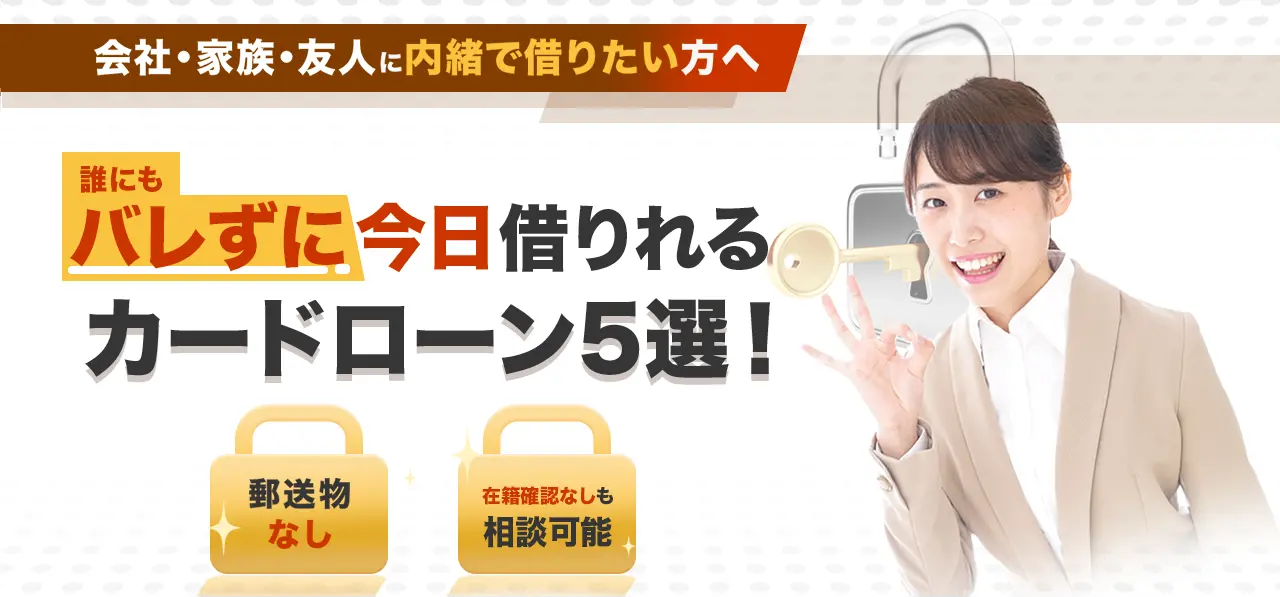 会社・家族・友人に内緒で借りたい方へ
誰にも
バレずに今日借りれる
カードローン5選!
郵送物
なし
在籍確認なしも
相談可能